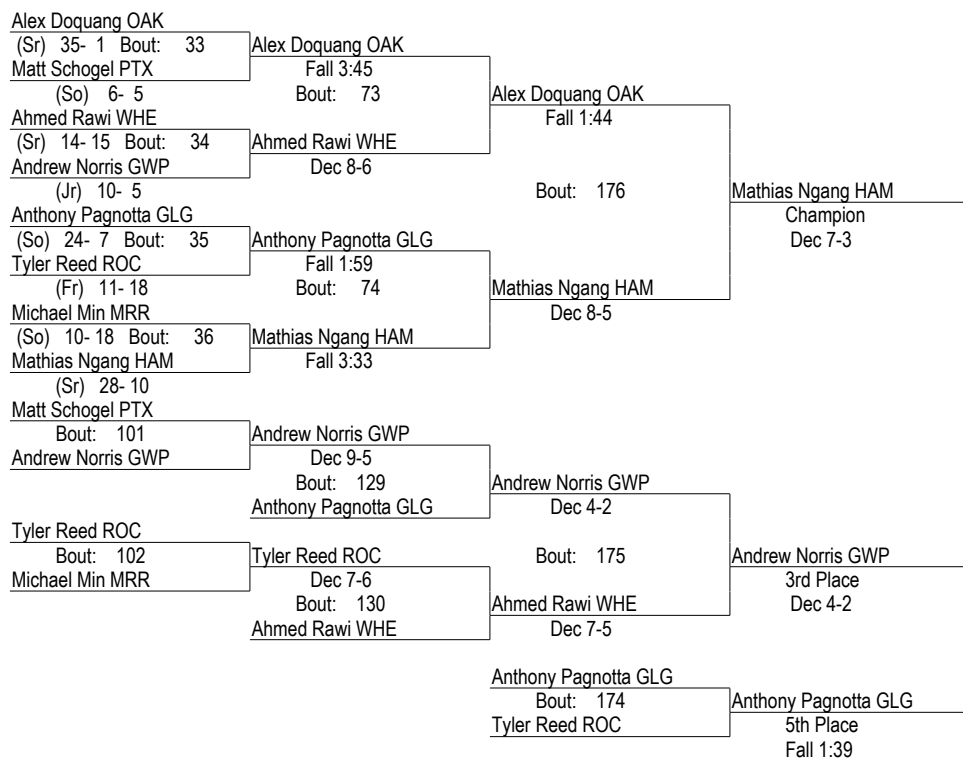 Alex Doquang OAK
(Sr) 35- 1 Bout: 33
Matt Schogel PTX
(So) 6- 5
Ahmed Rawi WHE
(Sr) 14- 15 Bout: 34
Andrew Norris GWP
(Jr) 10- 5
Anthony Pagnotta GLG
(So) 24- 7 Bout: 35
Tyler Reed ROC
(Fr) 11- 18
Michael Min MRR
(So) 10- 18 Bout: 36
Mathias Ngang HAM
(Sr) 28- 10
Alex Doquang OAK
Fall 3:45
Bout: 73
Ahmed Rawi WHE
Dec 8-6
Anthony Pagnotta GLG
Fall 1:59
Bout: 74
Mathias Ngang HAM
Fall 3:33
Alex Doquang OAK
Fall 1:44
Bout: 176
Mathias Ngang HAM
Dec 8-5
Mathias Ngang HAM
Champion
Dec 7-3
Matt Schogel PTX
Bout: 101
Andrew Norris GWP
Tyler Reed ROC
Bout: 102
Michael Min MRR
Andrew Norris GWP
Dec 9-5
Bout: 129
Anthony Pagnotta GLG
Tyler Reed ROC
Dec 7-6
Bout: 130
Ahmed Rawi WHE
Andrew Norris GWP
Dec 4-2
Bout: 175
Ahmed Rawi WHE
Dec 7-5
Andrew Norris GWP
3rd Place
Dec 4-2
Anthony Pagnotta GLG
Bout: 174
Tyler Reed ROC
Anthony Pagnotta GLG
5th Place
Fall 1:39